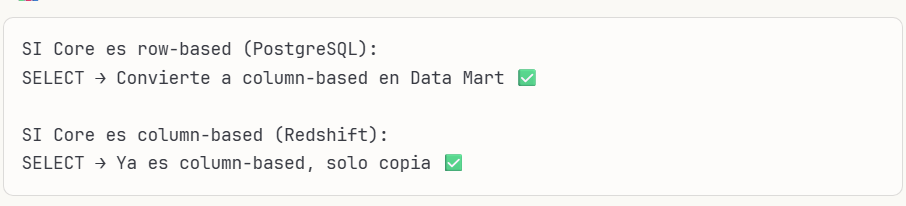 SI Core es row-based (PostgreSQL):
SELECT → Convierte a column-based en Data Mart ✅
SI Core es column-based (Redshift):
SELECT → Ya es column-based, solo copia ✅